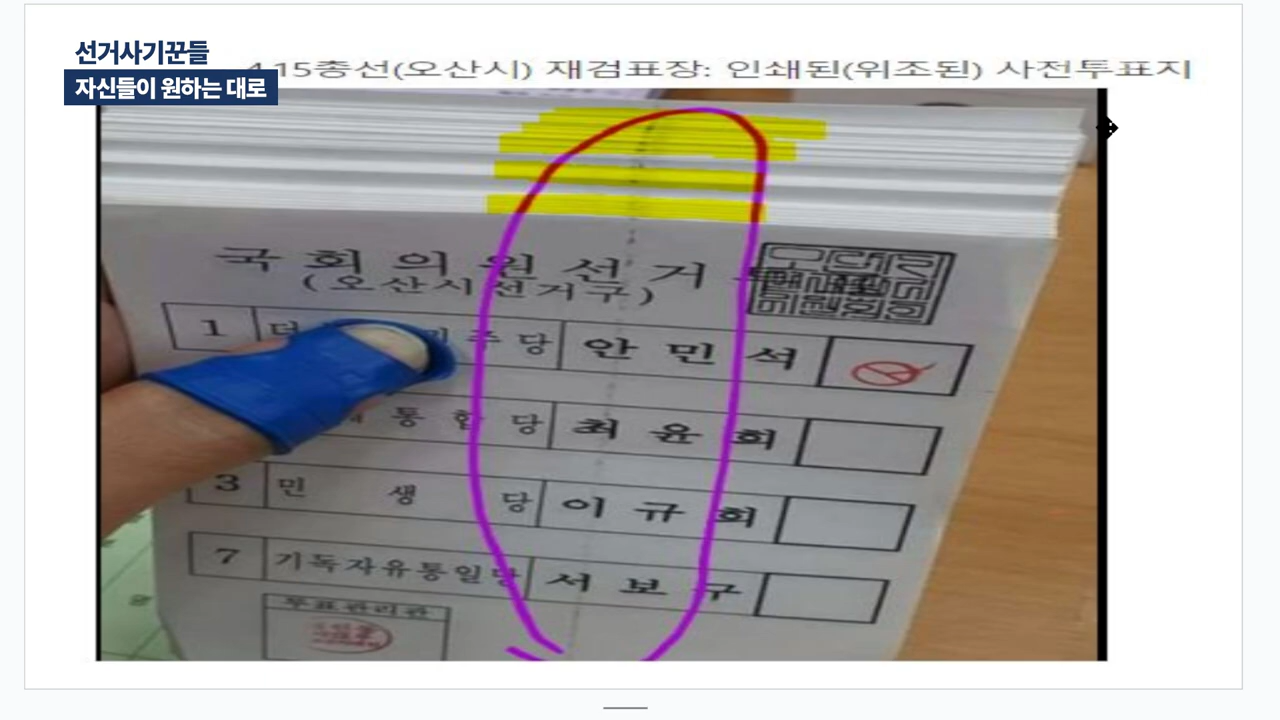 선거사기꾼들
자신들이 원하는 대로
4.15총선(오산시) 재검표장: 인쇄된(위조된) 사전투표지
국회의원선거
(오산시선거구)
1 더 주당 안민석
통합당 최윤희
3 민생당 이규희
7 기독자유통일당 서보구
투표관리관